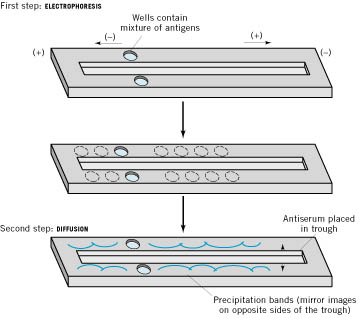 First step: ELECTROPHORESIS
Wells contain
mixture of antigens
(–)
(+)
(+)
(–)
Second step: DIFFUSION
Antiserum placed
in trough
Precipitation bands (mirror images
on opposite sides of the trough)